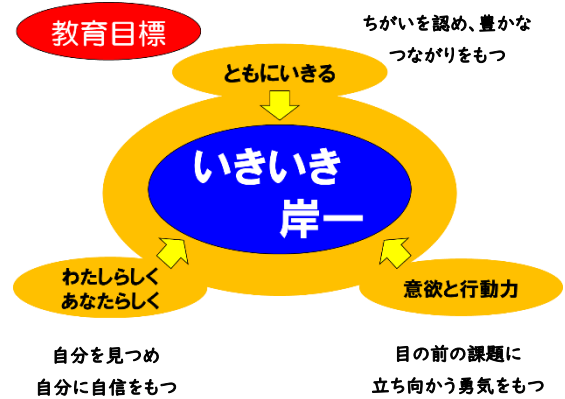 教育目標
ちがいを認め、豊かな
つながりをもつ
ともにいきる
いきいき
岸一
わたしらしく
あなたらしく
意欲と行動力
自分を見つめ
自分に自信をもつ
目の前の課題に
立ち向かう勇気をもつ